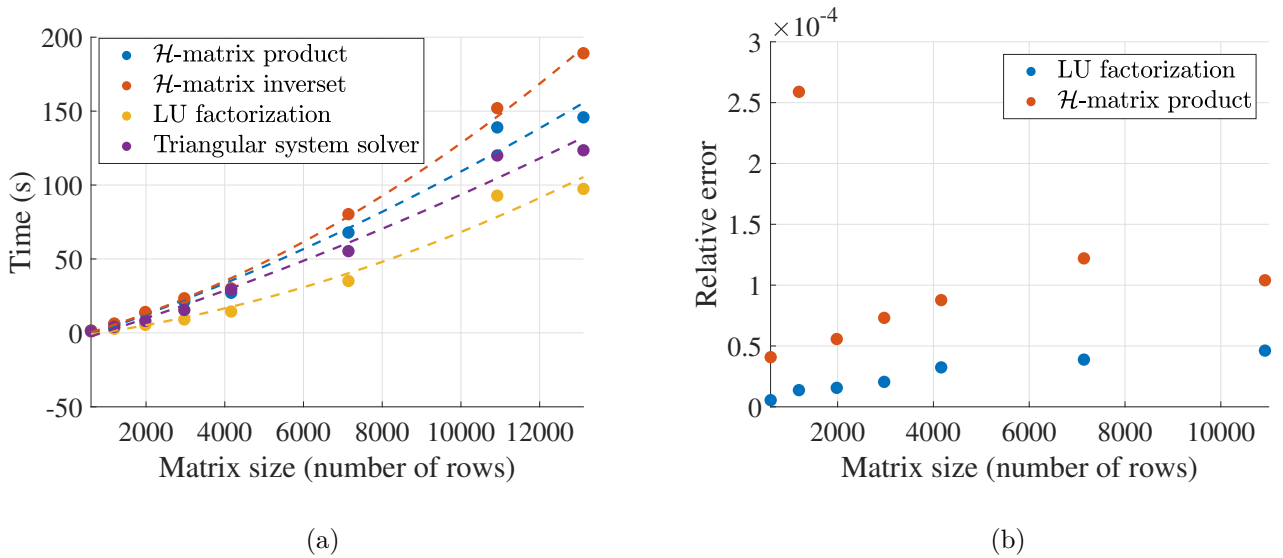 200
150
100
50
0
-50
Time (s)
ℋ-matrix product
ℋ-matrix inverset
LU factorization
Triangular system solver
2000 4000 6000 8000 10000 12000
Matrix size (number of rows)
(a)
×10⁻⁴
3
2.5
2
1.5
1
0.5
0
Relative error
LU factorization
ℋ-matrix product
2000 4000 6000 8000 10000
Matrix size (number of rows)
(b)